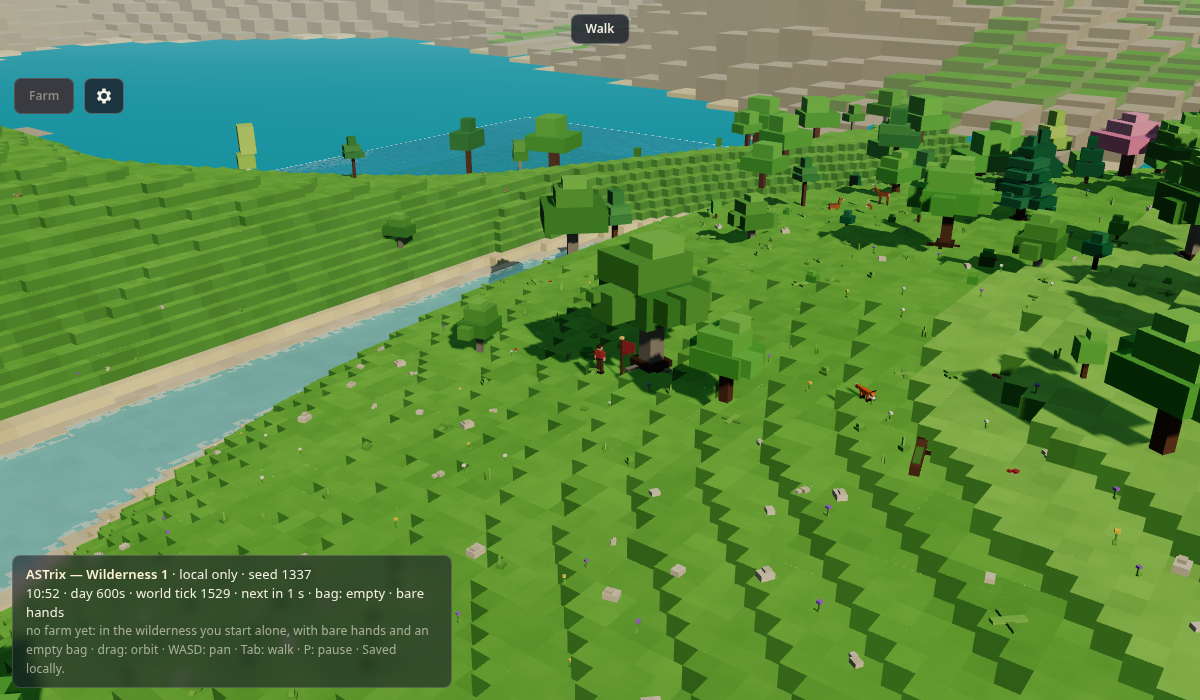 Walk
Farm
ASTrix — Wilderness 1 · local only · seed 1337
10:52 · day 600s · world tick 1529 · next in 1 s · bag: empty · bare
hands
no farm yet: in the wilderness you start alone, with bare hands and an
empty bag · drag: orbit · WASD: pan · Tab: walk · P: pause · Saved
locally.